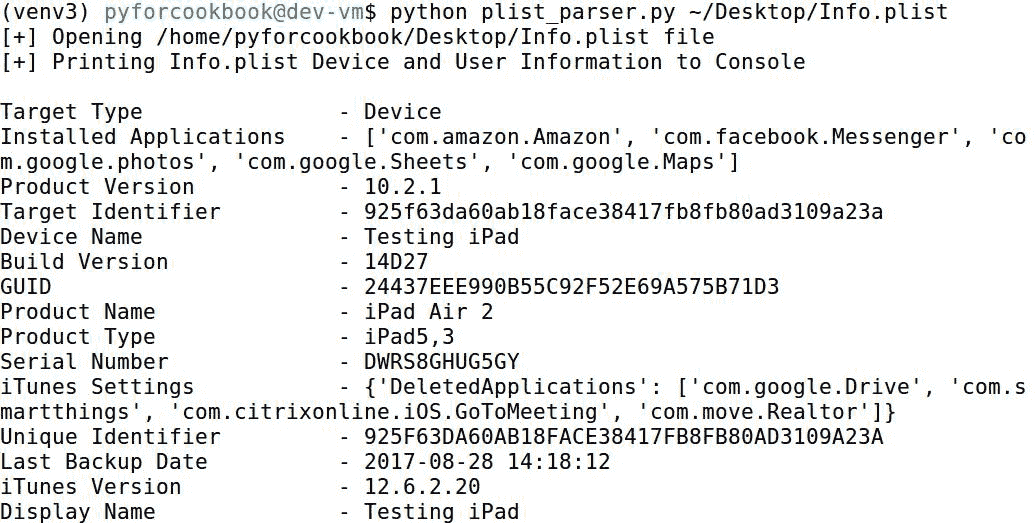 (venv3) pyforcookbook@dev-vm$ python plist_parser.py ~/Desktop/Info.plist
[+] Opening /home/pyforcookbook/Desktop/Info.plist file
[+] Printing Info.plist Device and User Information to Console
Target Type - Device
Installed Applications - ['com.amazon.Amazon', 'com.facebook.Messenger', 'co
m.google.photos', 'com.google.Sheets', 'com.google.Maps']
Product Version - 10.2.1
Target Identifier - 925f63da60ab18face38417fb8fb80ad3109a23a
Device Name - Testing iPad
Build Version - 14D27
GUID - 24437EEE990B55C92F52E69A575B71D3
Product Name - iPad Air 2
Product Type - iPad5,3
Serial Number - DWRS8GHUG5GY
iTunes Settings - {'DeletedApplications': ['com.google.Drive', 'com.s
martthings', 'com.citrixonline.iOS.GoToMeeting', 'com.move.Realtor']}
Unique Identifier - 925F63DA60AB18FACE38417FB8FB80AD3109A23A
Last Backup Date - 2017-08-28 14:18:12
iTunes Version - 12.6.2.20
Display Name - Testing iPad